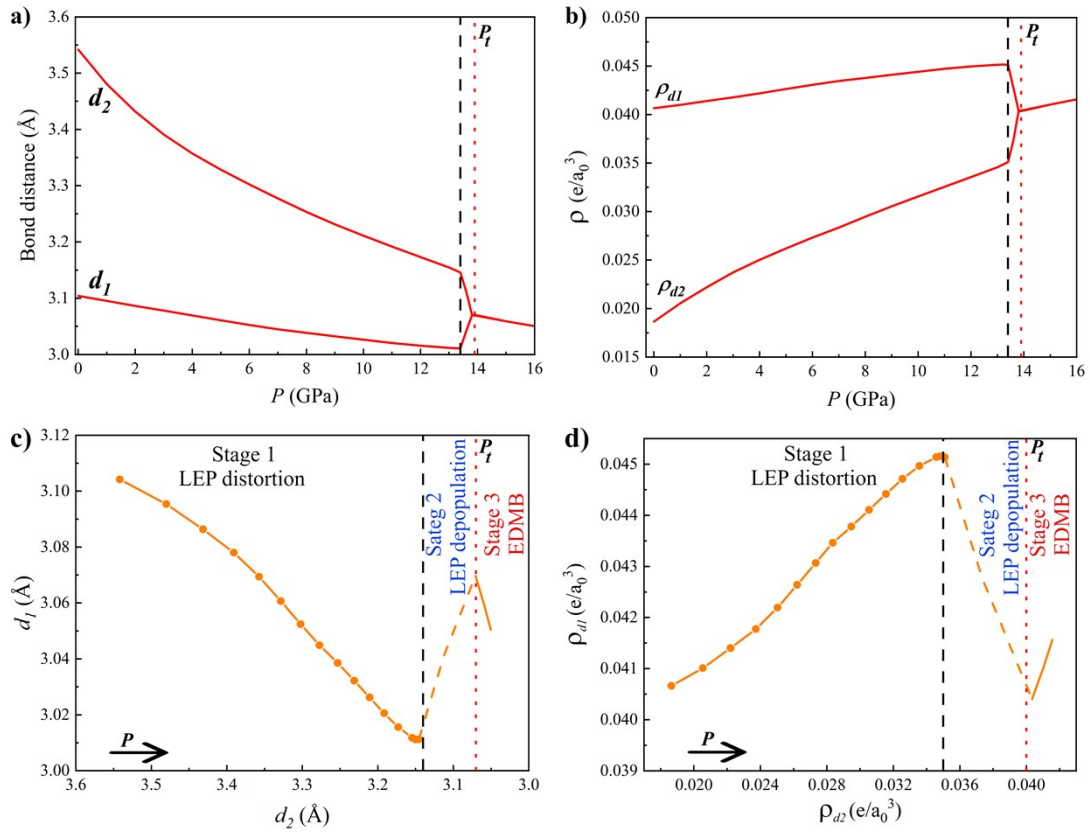 a)
3.6
3.5
3.4
3.3
3.2
3.1
3.0
Bond distance (Å)
d₂
d₁
Pₜ
0 2 4 6 8 10 12 14 16
P (GPa)
b)
0.050
0.045
0.040
0.035
0.030
0.025
0.020
0.015
ρ (e/a₀³)
ρd1
ρd2
Pₜ
0 2 4 6 8 10 12 14 16
P (GPa)
c)
3.12
3.10
3.08
3.06
3.04
3.02
3.00
d₁ (Å)
Stage 1
LEP distortion
Sateg 2
LEP depopulation
Stage 3
EDMB
Pₜ
P
3.6 3.5 3.4 3.3 3.2 3.1 3.0
d₂ (Å)
d)
0.045
0.044
0.043
0.042
0.041
0.040
0.039
ρd1 (e/a₀³)
Stage 1
LEP distortion
Sateg 2
LEP depopulation
Stage 3
EDMB
Pₜ
P
0.020 0.024 0.028 0.032 0.036 0.040
ρd2 (e/a₀³)